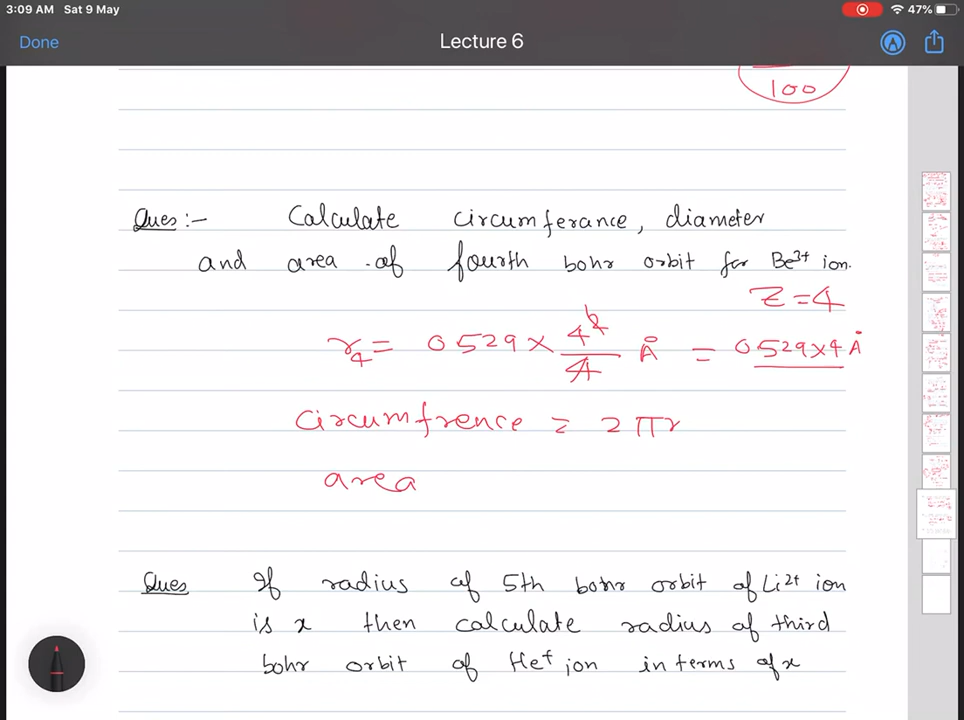 3:09 AM Sat 9 May 47%
Done Lecture 6
100
Ques :- Calculate circumferance, diameter
and area of fourth bohr orbit for Be³⁺ ion.
Z = 4
r₄ = 0.529 × 4²/4 Å = 0.529×4 Å
Circumfrence = 2πr
area
Ques If radius of 5th bohr orbit of Li²⁺ ion
is x then calculate radius of third
bohr orbit of He⁺ ion in terms of x